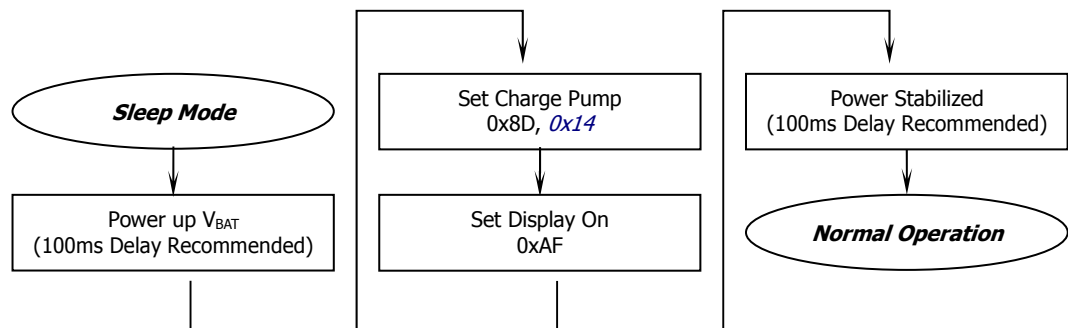 Sleep Mode
Power up VBAT
(100ms Delay Recommended)
Set Charge Pump
0x8D, 0x14
Set Display On
0xAF
Power Stabilized
(100ms Delay Recommended)
Normal Operation